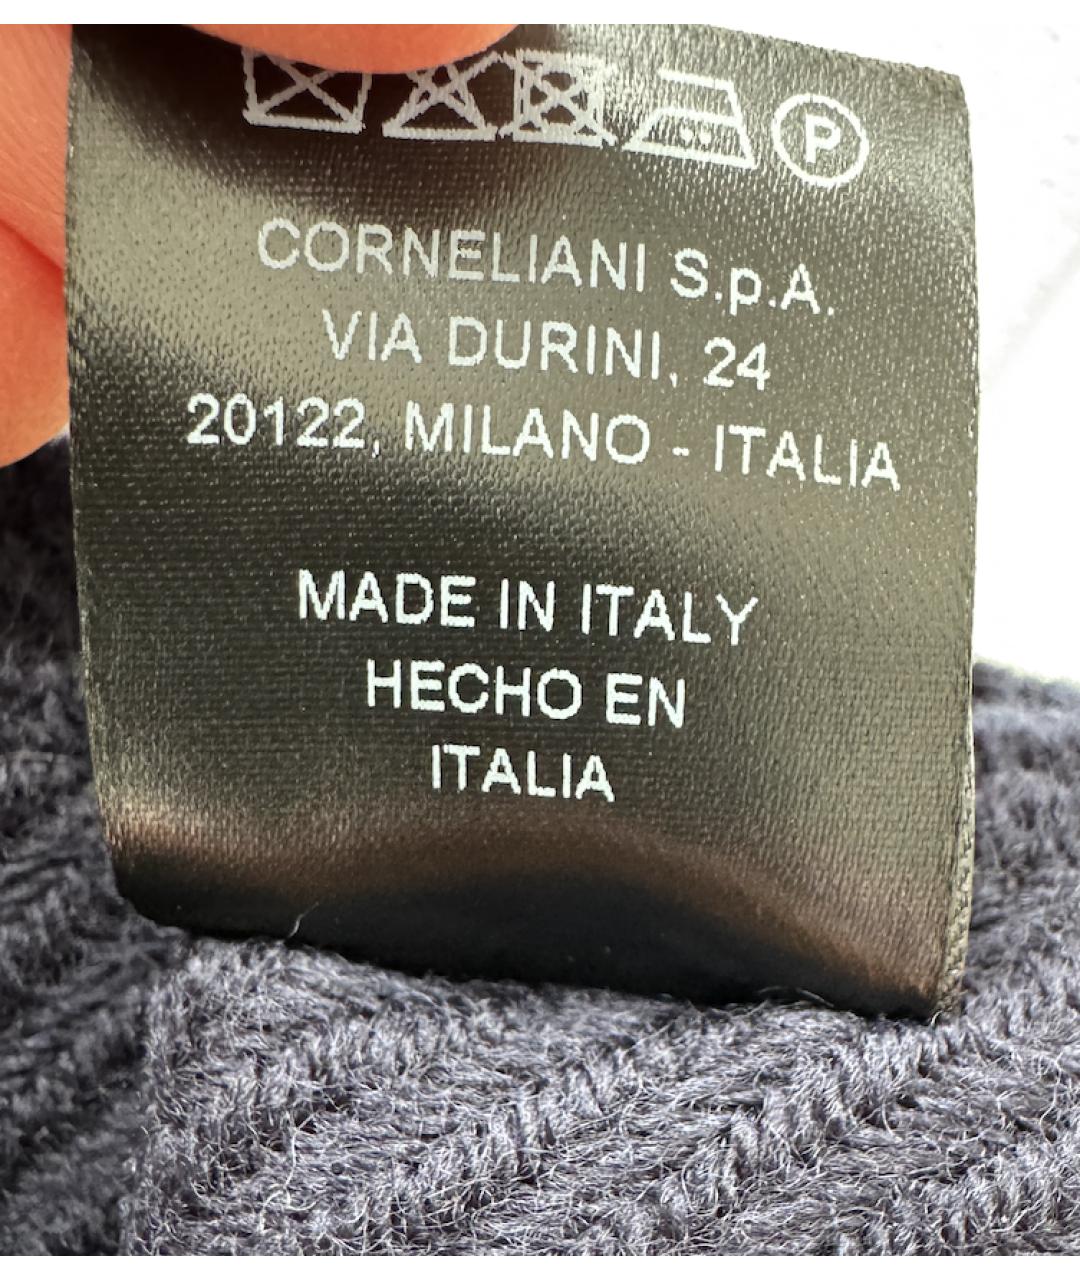 P
CORNELIANI S.p.A.
VIA DURINI, 24
20122, MILANO - ITALIA
MADE IN ITALY
HECHO EN
ITALIA